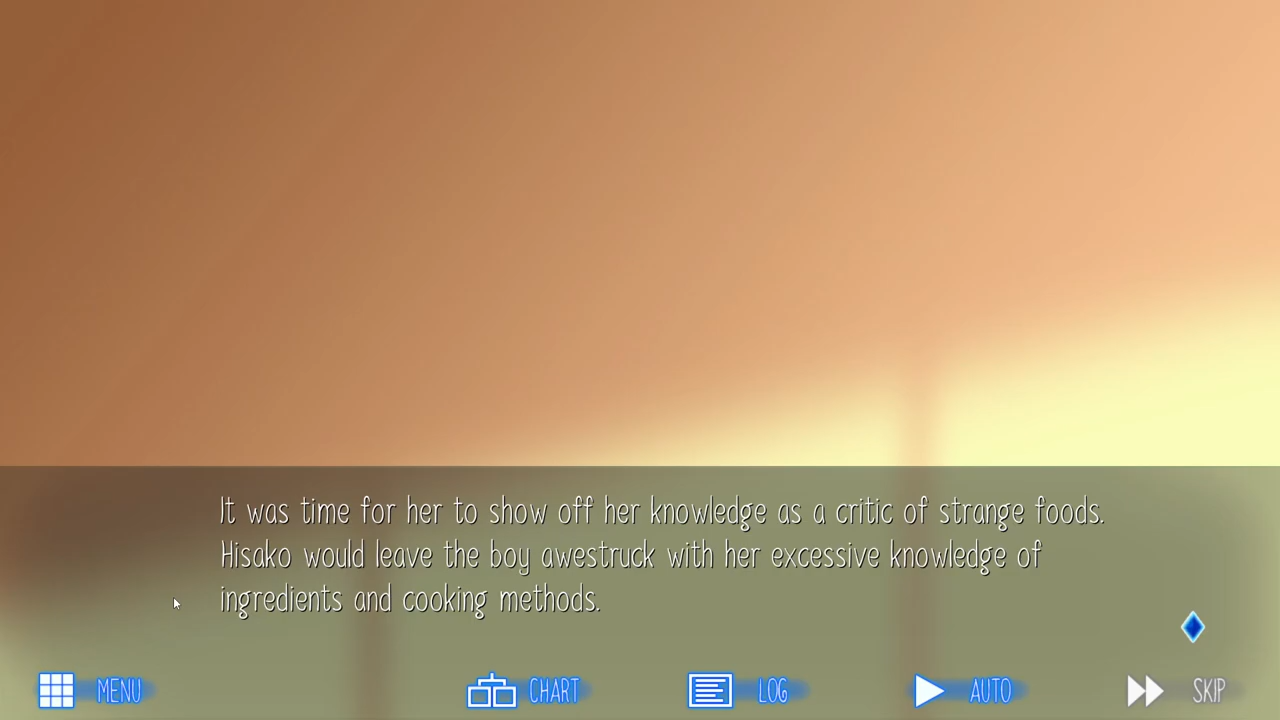 It was time for her to show off her knowledge as a critic of strange foods.
Hisako would leave the boy awestruck with her excessive knowledge of
ingredients and cooking methods.
MENU
CHART
LOG
AUTO
SKIP